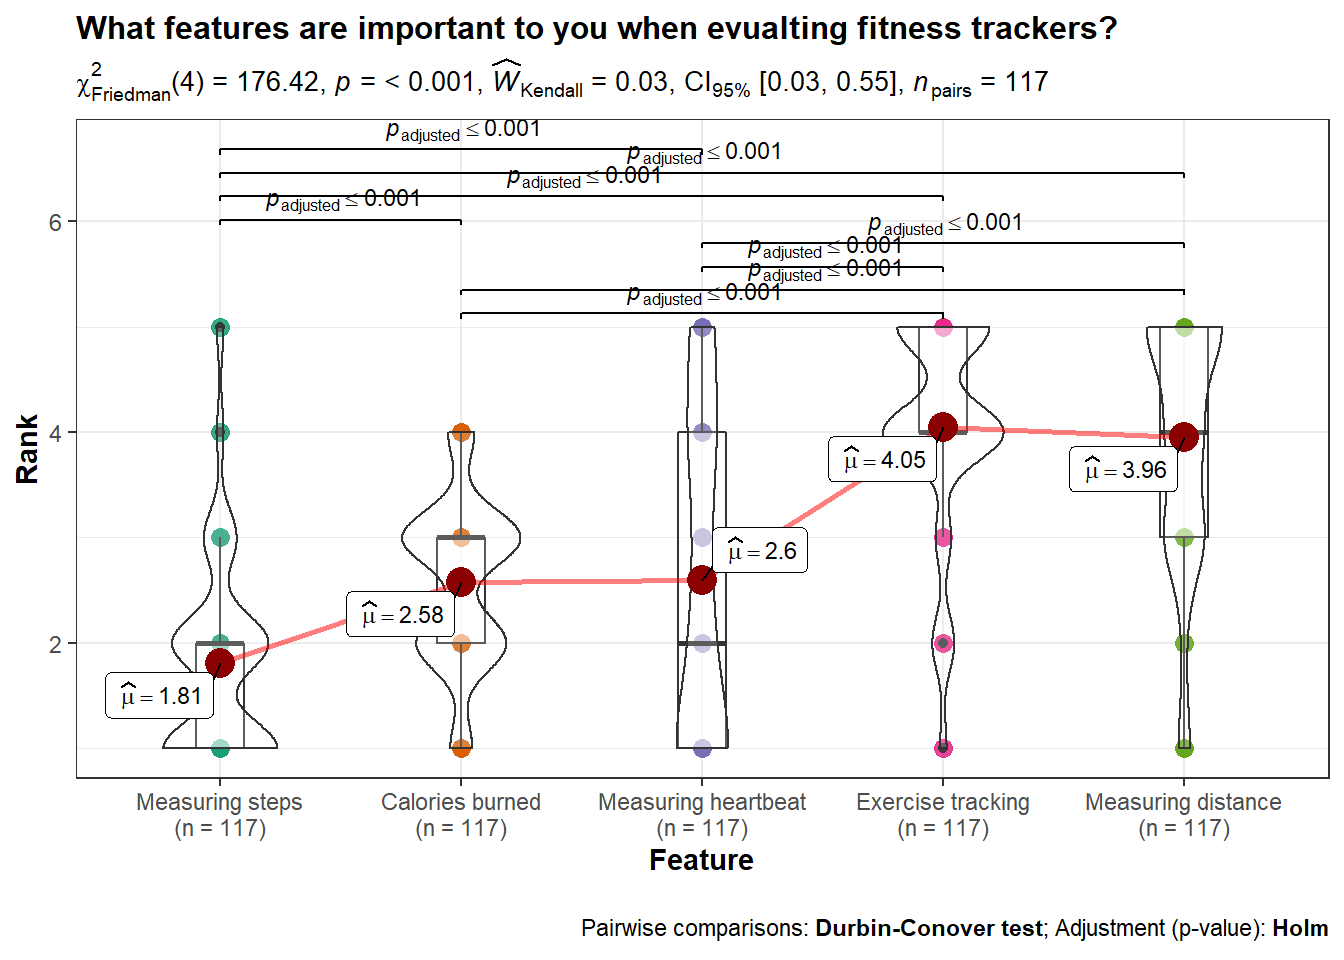 What features are important to you when evualting fitness trackers?
χ²Friedman(4) = 176.42, p = < 0.001, ŴKendall = 0.03, CI95% [0.03, 0.55], npairs = 117
padjusted ≤ 0.001
padjusted ≤ 0.001
padjusted ≤ 0.001
padjusted ≤ 0.001
padjusted ≤ 0.001
padjusted ≤ 0.001
padjusted ≤ 0.001
padjusted ≤ 0.001
6
4
2
Rank
μ̂ = 4.05
μ̂ = 3.96
μ̂ = 2.6
μ̂ = 2.58
μ̂ = 1.81
Measuring steps Calories burned Measuring heartbeat Exercise tracking Measuring distance
(n = 117) (n = 117) (n = 117) (n = 117) (n = 117)
Feature
Pairwise comparisons: Durbin-Conover test; Adjustment (p-value): Holm